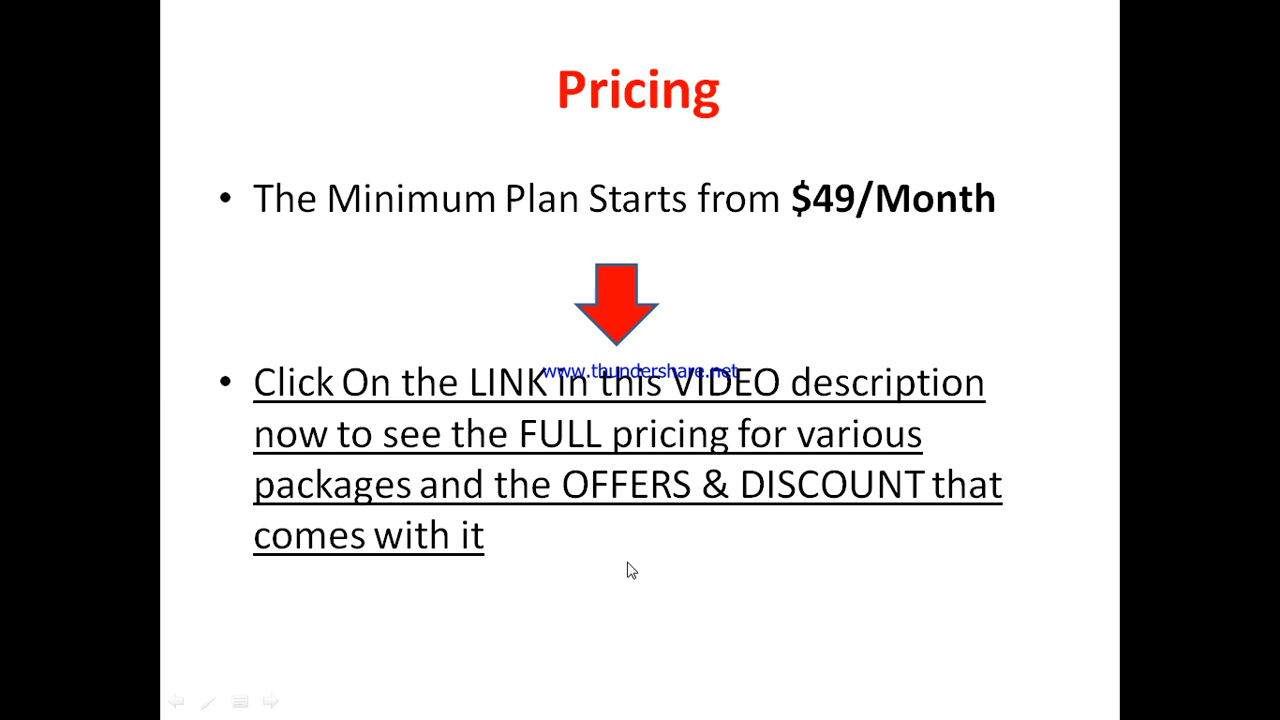 Pricing
• The Minimum Plan Starts from $49/Month
www.thundershare.net
• Click On the LINK in this VIDEO description
now to see the FULL pricing for various
packages and the OFFERS & DISCOUNT that
comes with it